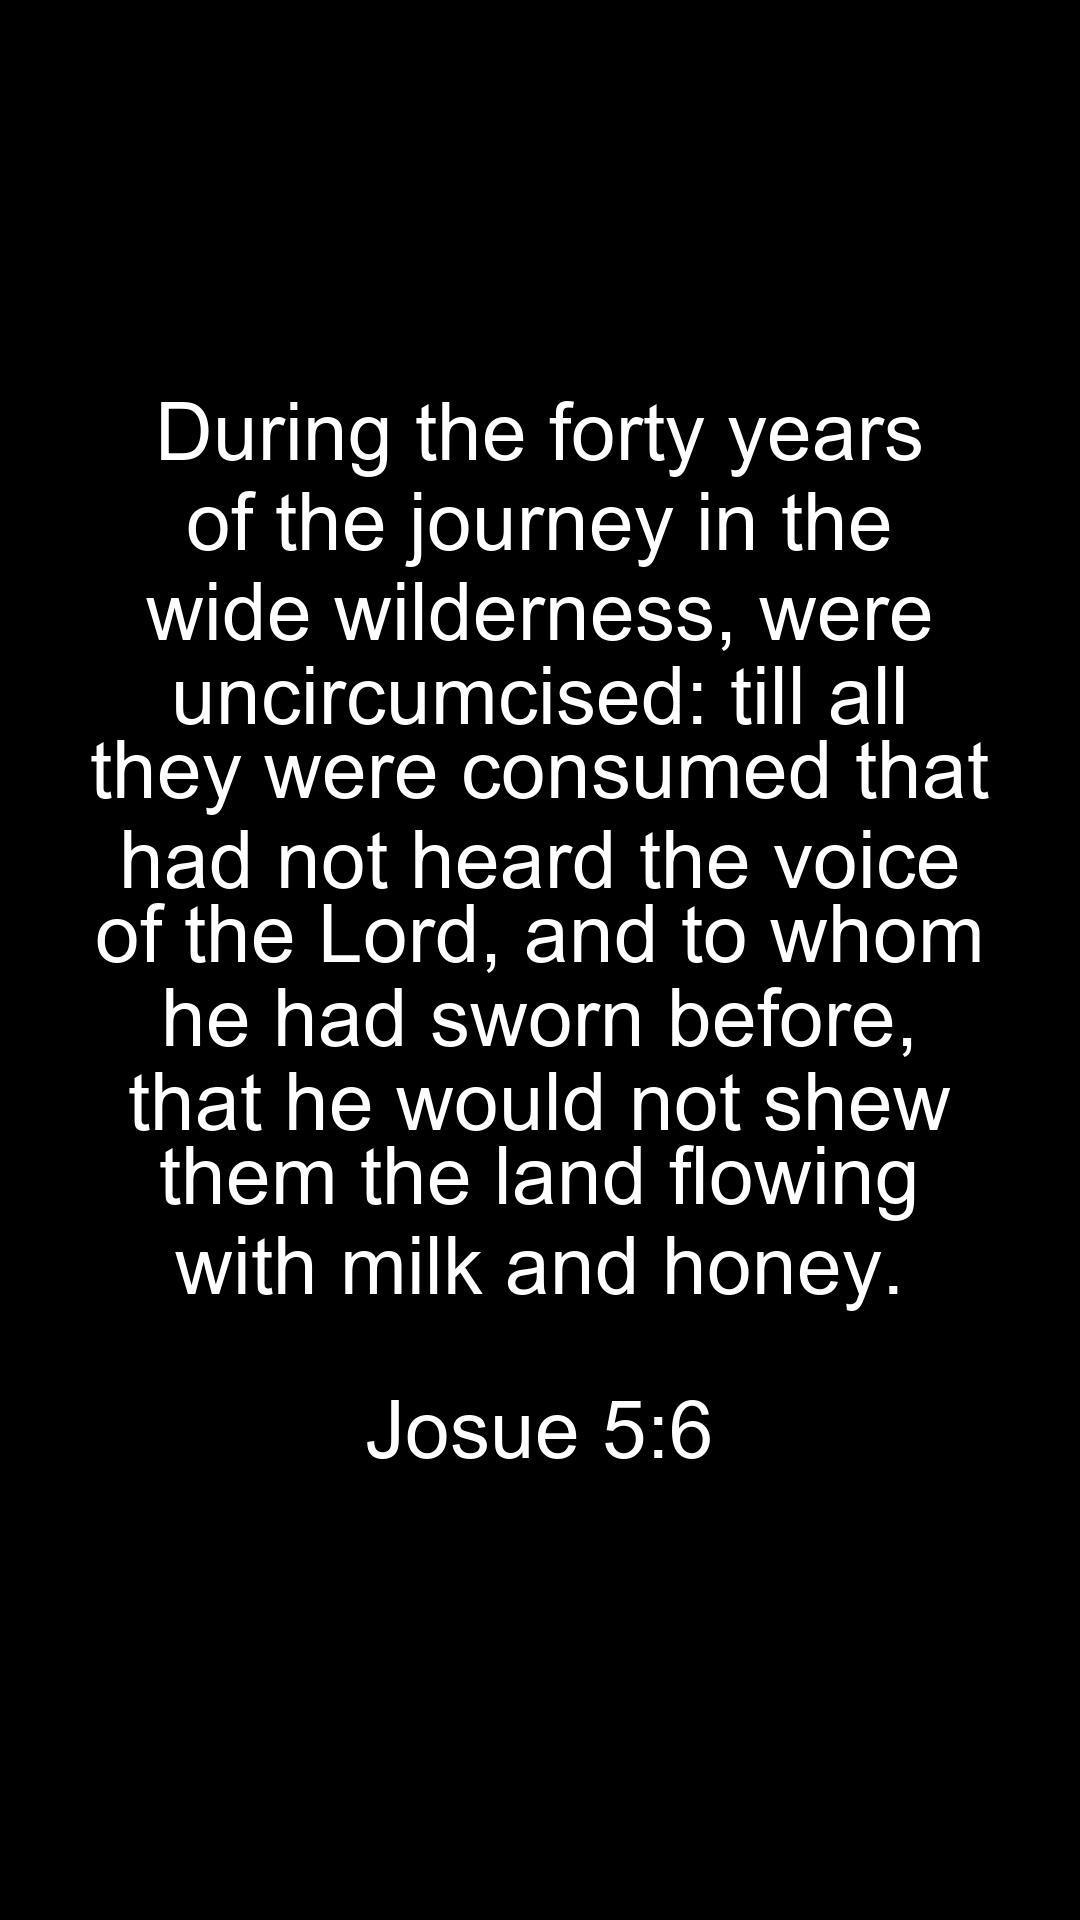 During the forty years
of the journey in the
wide wilderness, were
uncircumcised: till all
they were consumed that
had not heard the voice
of the Lord, and to whom
he had sworn before,
that he would not shew
them the land flowing
with milk and honey.
Josue 5:6